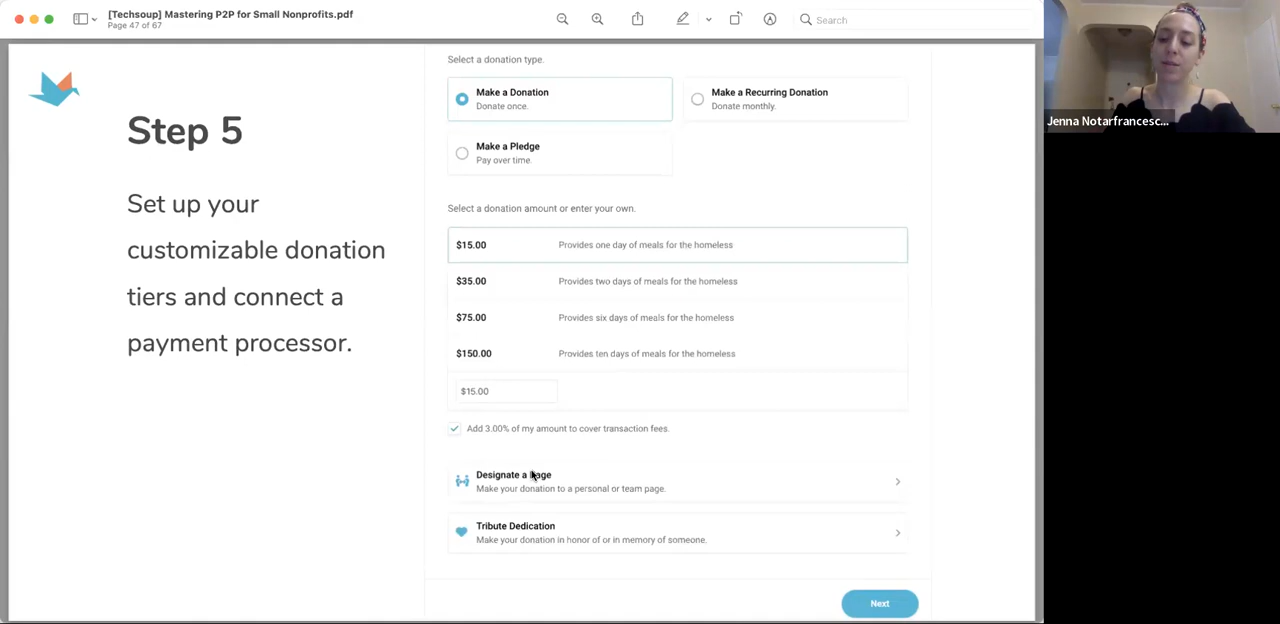 [Techsoup] Mastering P2P for Small Nonprofits.pdf
Page 47 of 67
Search
Jenna Notarfrancesc...
Step 5
Set up your
customizable donation
tiers and connect a
payment processor.
Select a donation type.
Make a Donation
Donate once.
Make a Recurring Donation
Donate monthly.
Make a Pledge
Pay over time.
Select a donation amount or enter your own.
$15.00 Provides one day of meals for the homeless
$35.00 Provides two days of meals for the homeless
$75.00 Provides six days of meals for the homeless
$150.00 Provides ten days of meals for the homeless
$15.00
Add 3.00% of my amount to cover transaction fees.
Designate a Page
Make your donation to a personal or team page.
Tribute Dedication
Make your donation in honor of or in memory of someone.
Next